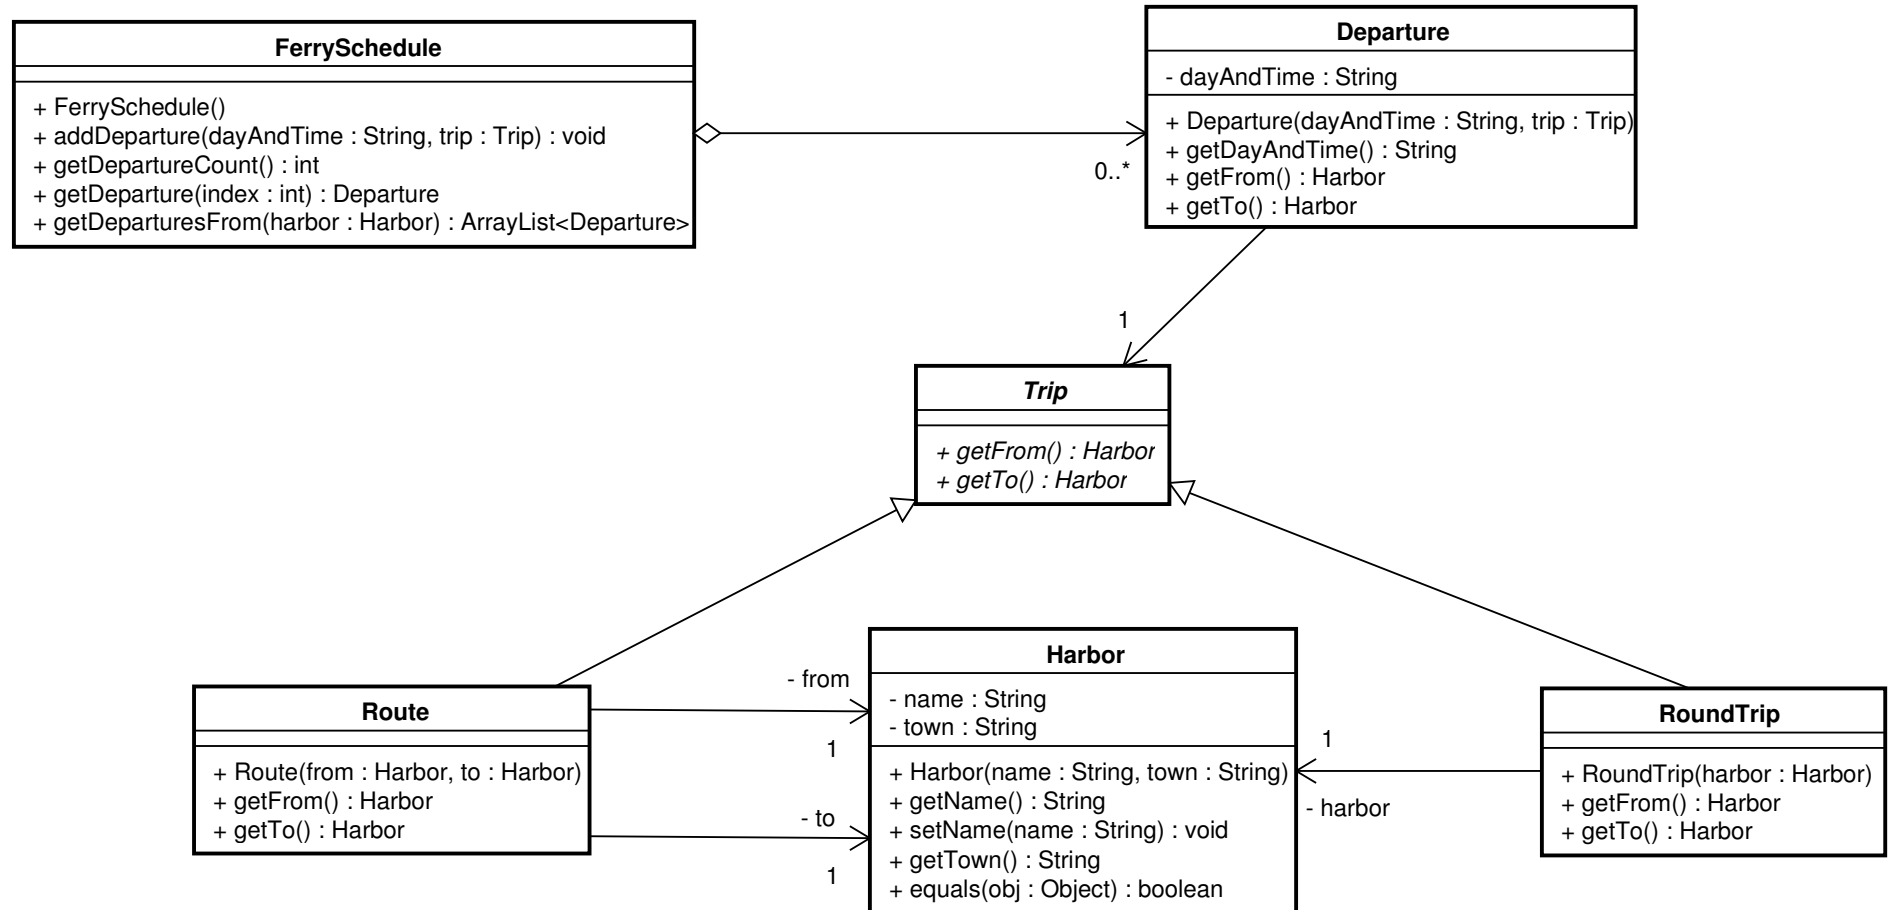 FerrySchedule
+ FerrySchedule()
+ addDeparture(dayAndTime : String, trip : Trip) : void
+ getDepartureCount() : int
+ getDeparture(index : int) : Departure
+ getDeparturesFrom(harbor : Harbor) : ArrayList<Departure>
0..*
Departure
- dayAndTime : String
+ Departure(dayAndTime : String, trip : Trip)
+ getDayAndTime() : String
+ getFrom() : Harbor
+ getTo() : Harbor
1
Trip
+ getFrom() : Harbor
+ getTo() : Harbor
Route
+ Route(from : Harbor, to : Harbor)
+ getFrom() : Harbor
+ getTo() : Harbor
- from
1
- to
1
Harbor
- name : String
- town : String
+ Harbor(name : String, town : String)
+ getName() : String
+ setName(name : String) : void
+ getTown() : String
+ equals(obj : Object) : boolean
1
- harbor
RoundTrip
+ RoundTrip(harbor : Harbor)
+ getFrom() : Harbor
+ getTo() : Harbor